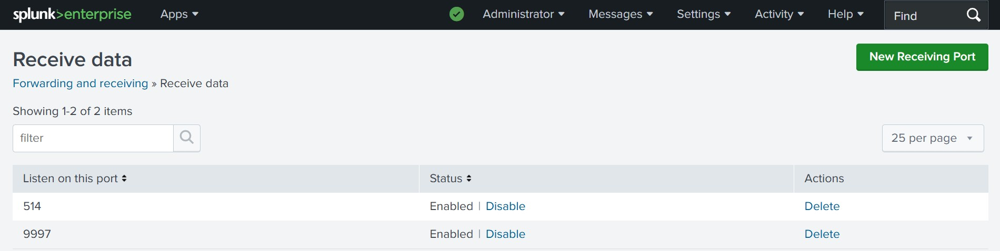 splunk>enterprise Apps Administrator Messages Settings Activity Help Find
Receive data
New Receiving Port
Forwarding and receiving » Receive data
Showing 1-2 of 2 items
filter
25 per page
Listen on this port Status Actions
514 Enabled | Disable Delete
9997 Enabled | Disable Delete